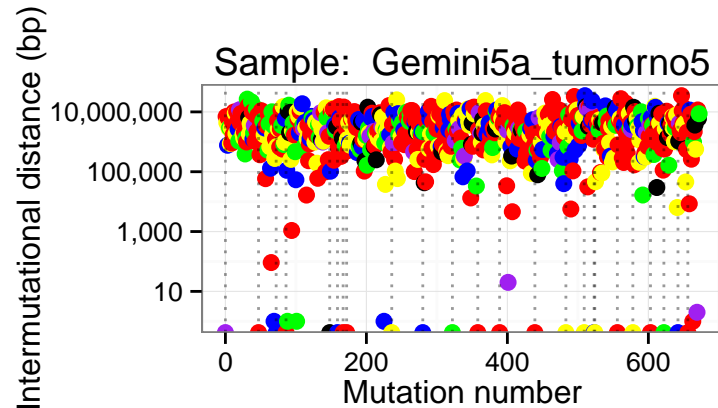 Sample: Gemini5a_tumorno5
Intermutational distance (bp)
10,000,000
100,000
1,000
10
0 200 400 600
Mutation number